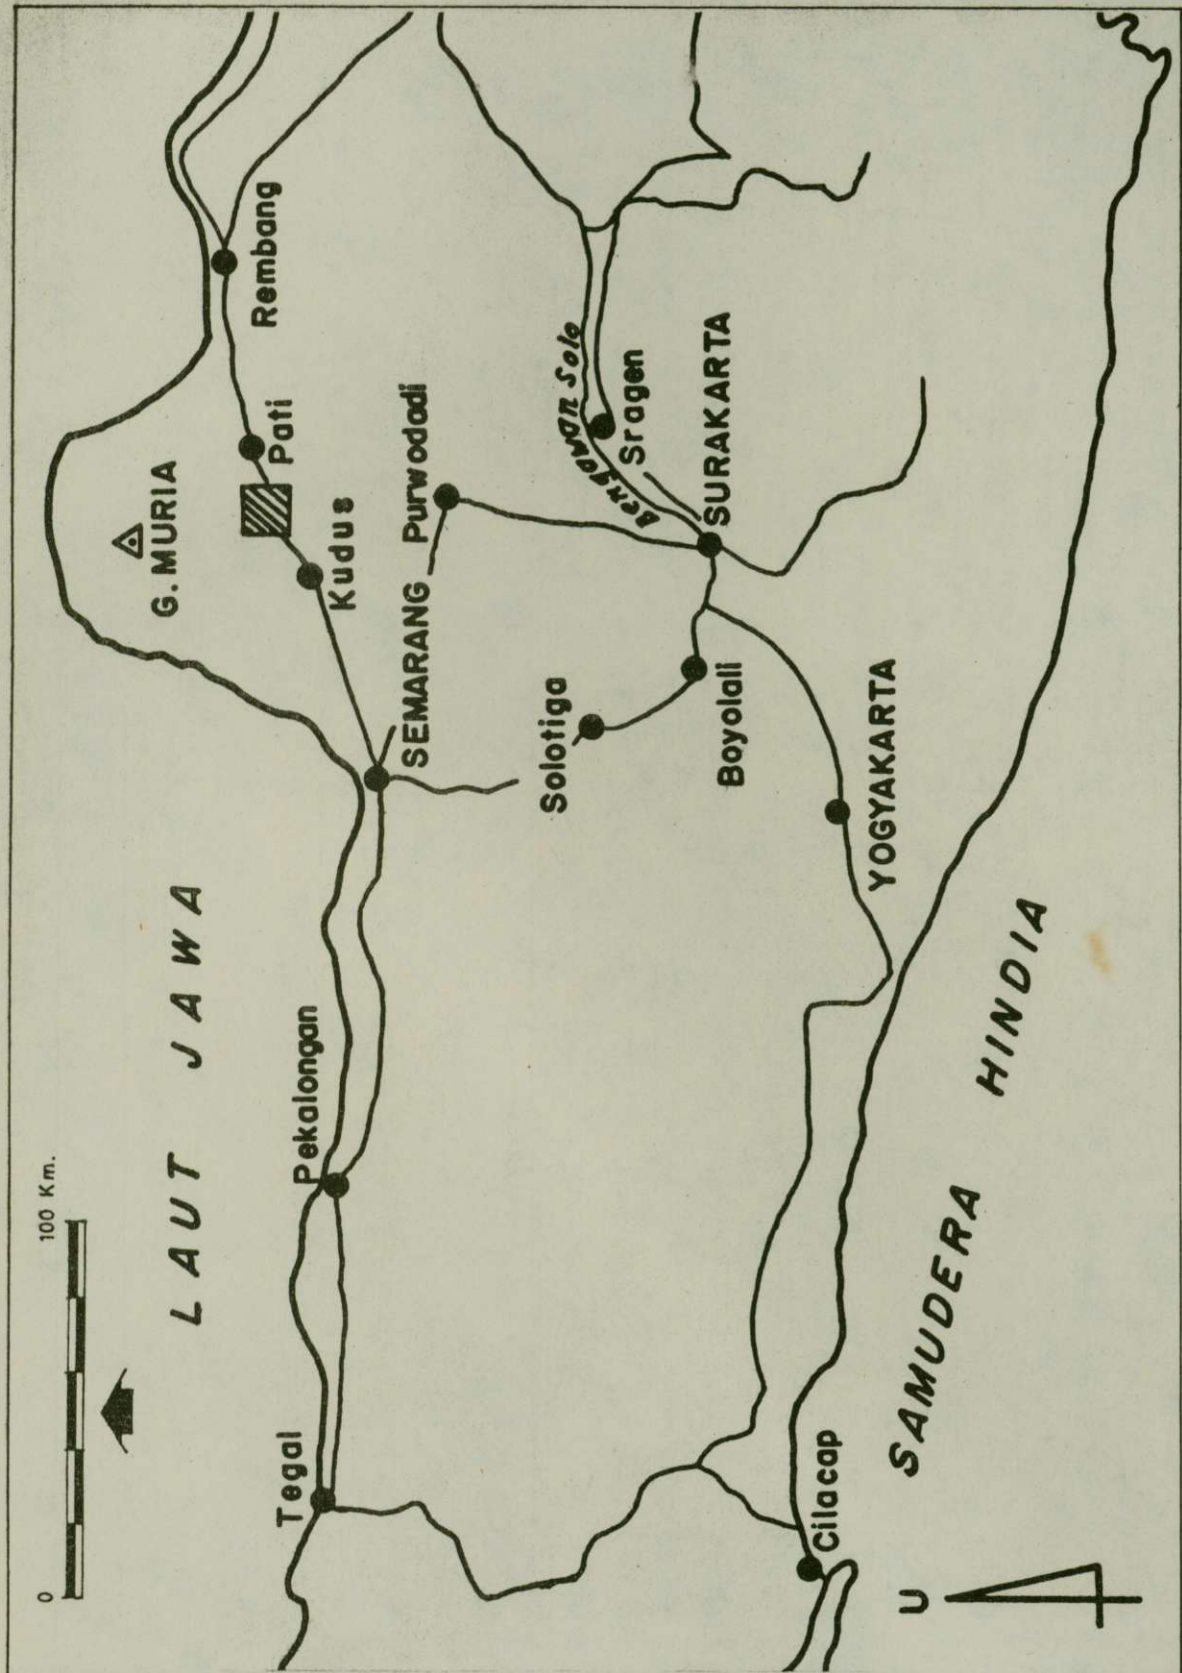 0 100 Km.
LAUT JAWA
G. MURIA
Rembang
Pati
Kudus
Tegal
Pekalongan
SEMARANG
Purwodadi
Bengawan Solo
Sragen
Solotiga
SURAKARTA
Boyolali
YOGYAKARTA
Cilacap
SAMUDERA HINDIA
U